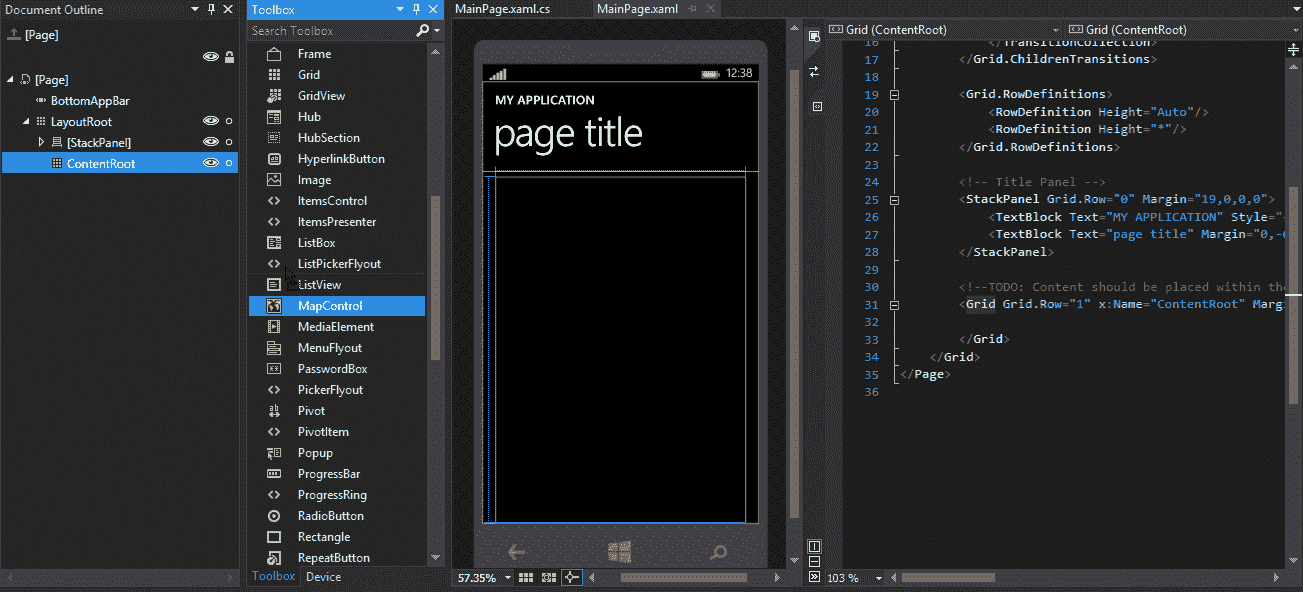 Document Outline
[Page]
[Page]
BottomAppBar
LayoutRoot
[StackPanel]
ContentRoot
Toolbox
Search Toolbox
Frame
Grid
GridView
Hub
HubSection
HyperlinkButton
Image
ItemsControl
ItemsPresenter
ListBox
ListPickerFlyout
ListView
MapControl
MediaElement
MenuFlyout
PasswordBox
PickerFlyout
Pivot
PivotItem
Popup
ProgressBar
ProgressRing
RadioButton
Rectangle
RepeatButton
Toolbox Device
MainPage.xaml.cs MainPage.xaml
12:38
MY APPLICATION
page title
57.35%
Grid (ContentRoot) Grid (ContentRoot)
16 </TransitionCollection>
17 </Grid.ChildrenTransitions>
18
19 <Grid.RowDefinitions>
20 <RowDefinition Height="Auto"/>
21 <RowDefinition Height="*"/>
22 </Grid.RowDefinitions>
23
24 <!-- Title Panel -->
25 <StackPanel Grid.Row="0" Margin="19,0,0,0">
26 <TextBlock Text="MY APPLICATION" Style="
27 <TextBlock Text="page title" Margin="0,-
28 </StackPanel>
29
30 <!--TODO: Content should be placed within the
31 <Grid Grid.Row="1" x:Name="ContentRoot" Marg
32
33 </Grid>
34 </Grid>
35 </Page>
36
103 %